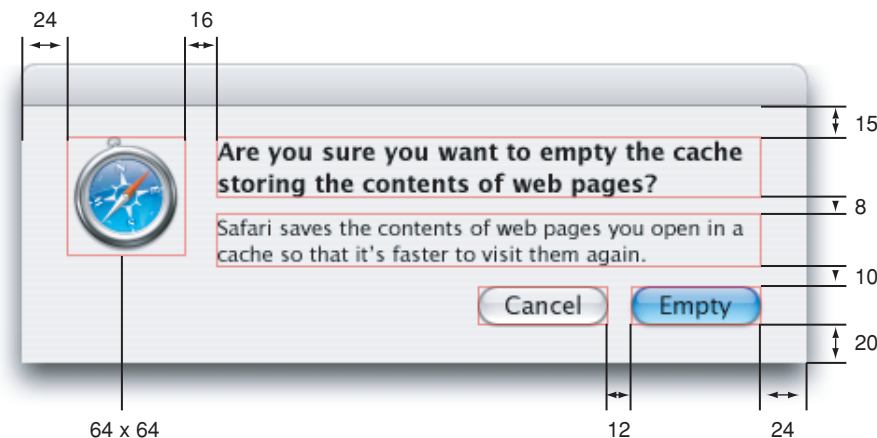 24
16
15
Are you sure you want to empty the cache
storing the contents of web pages?
8
Safari saves the contents of web pages you open in a
cache so that it's faster to visit them again.
10
Cancel
Empty
20
64 x 64
12
24